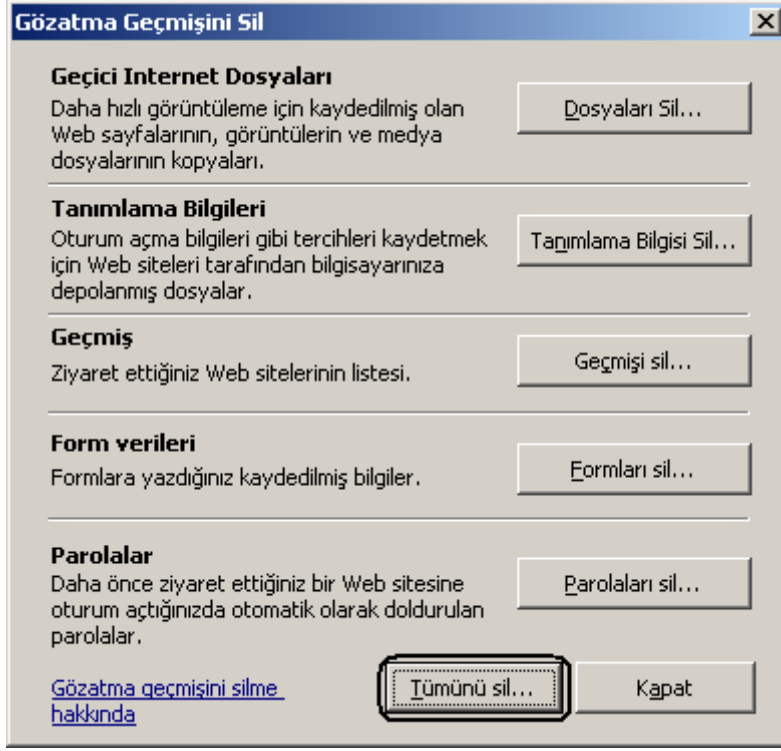 Gözatma Geçmişini Sil
Geçici Internet Dosyaları
Daha hızlı görüntüleme için kaydedilmiş olan
Web sayfalarının, görüntülerin ve medya
dosyalarının kopyaları.
Dosyaları Sil...
Tanımlama Bilgileri
Oturum açma bilgileri gibi tercihleri kaydetmek
için Web siteleri tarafından bilgisayarınıza
depolanmış dosyalar.
Tanımlama Bilgisi Sil...
Geçmiş
Ziyaret ettiğiniz Web sitelerinin listesi.
Geçmişi sil...
Form verileri
Formlara yazdığınız kaydedilmiş bilgiler.
Formları sil...
Parolalar
Daha önce ziyaret ettiğiniz bir Web sitesine
oturum açtığınızda otomatik olarak doldurulan
parolalar.
Parolaları sil...
Gözatma geçmişini silme
hakkında
Tümünü sil...
Kapat